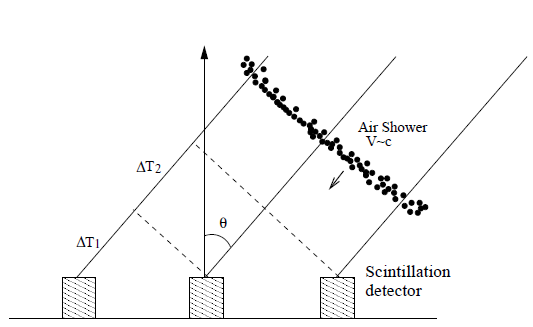 Air Shower
V~c
ΔT2
θ
ΔT1
Scintillation
detector